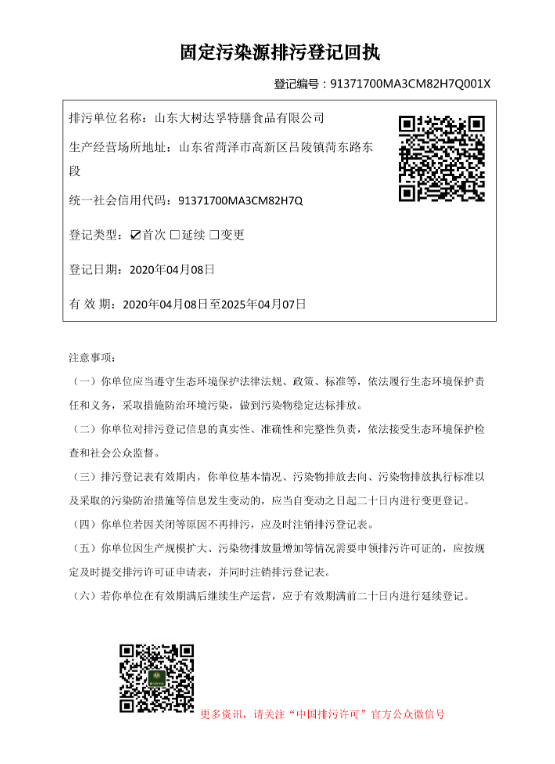 固定污染源排污登记回执
登记编号：91371700MA3CM82H7Q001X
排污单位名称：山东大树达孚特膳食品有限公司
生产经营场所地址：山东省菏泽市高新区吕陵镇菏东路东
段
统一社会信用代码：91371700MA3CM82H7Q
登记类型：☑首次 □延续 □变更
登记日期：2020年04月08日
有 效 期：2020年04月08日至2025年04月07日
注意事项：
（一）你单位应当遵守生态环境保护法律法规、政策、标准等，依法履行生态环境保护责
任和义务，采取措施防治环境污染，做到污染物稳定达标排放。
（二）你单位对排污登记信息的真实性、准确性和完整性负责，依法接受生态环境保护检
查和社会公众监督。
（三）排污登记表有效期内，你单位基本情况、污染物排放去向、污染物排放执行标准以
及采取的污染防治措施等信息发生变动的，应当自变动之日起二十日内进行变更登记。
（四）你单位若因关闭等原因不再排污，应及时注销排污登记表。
（五）你单位因生产规模扩大、污染物排放量增加等情况需要申领排污许可证的，应按规
定及时提交排污许可证申请表，并同时注销排污登记表。
（六）若你单位在有效期满后继续生产运营，应于有效期满前二十日内进行延续登记。
更多资讯，请关注“中国排污许可”官方公众微信号